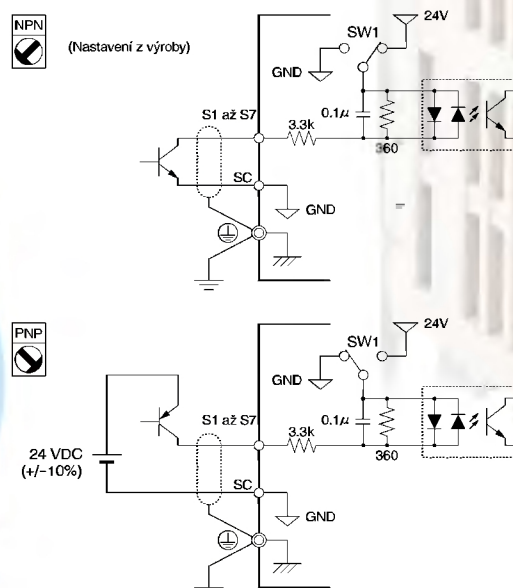 NPN
(Nastavení z výroby)
24V
SW1
GND
S1 až S7
0.1μ
3.3k
360
SC
GND
PNP
24V
SW1
GND
S1 až S7
0.1μ
3.3k
360
24 VDC
(+/-10%)
SC
GND